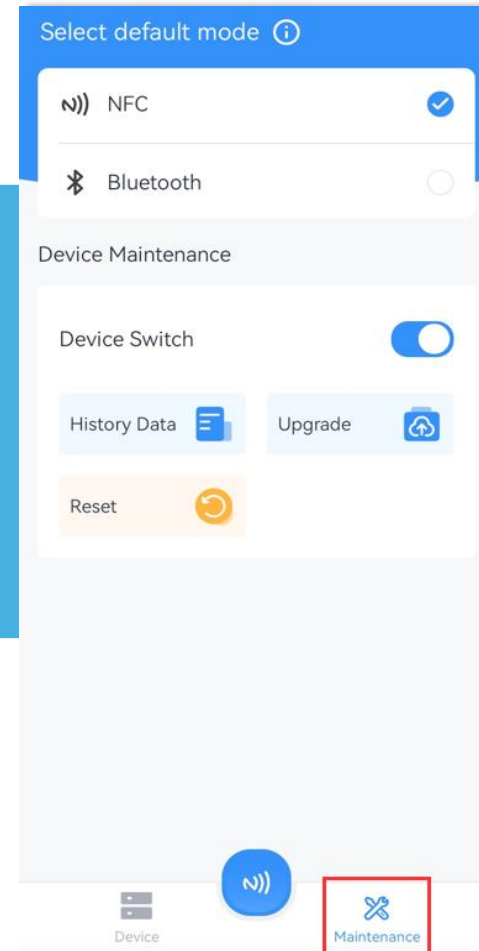 Select default mode
NFC
Bluetooth
Device Maintenance
Device Switch
History Data
Upgrade
Reset
Device
Maintenance